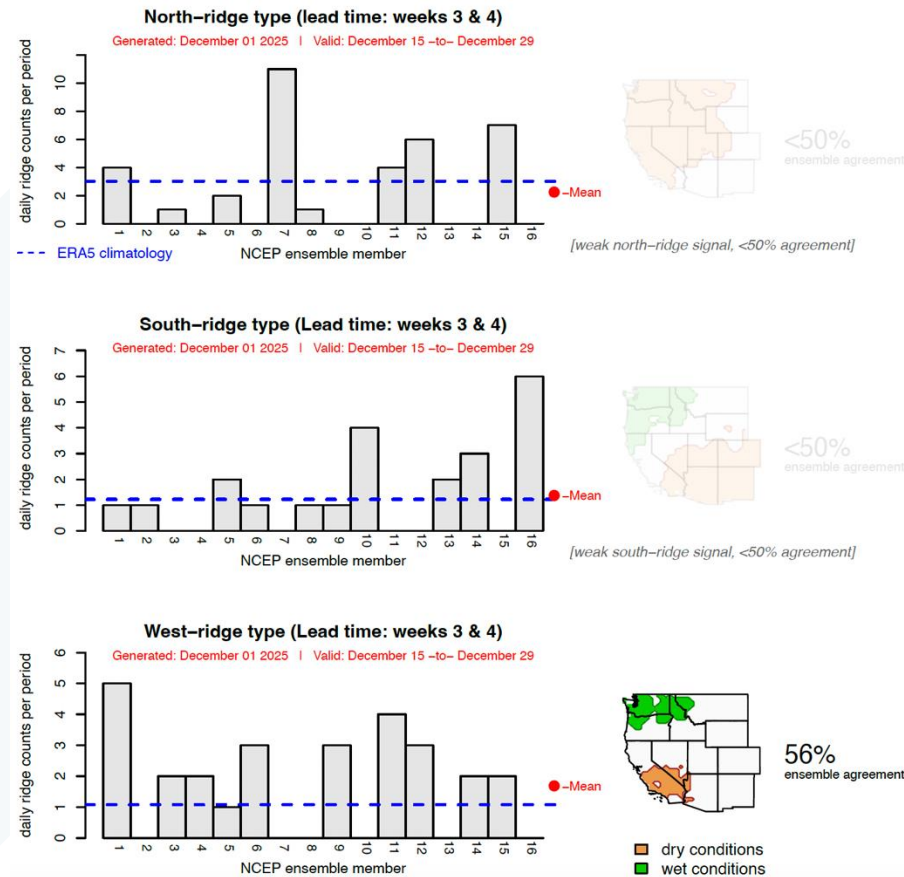 North−ridge type (lead time: weeks 3 & 4)
Generated: December 01 2025 | Valid: December 15 −to− December 29
daily ridge counts per period
10
8
6
4
2
0
1 2 3 4 5 6 7 8 9 10 11 12 13 14 15 16
NCEP ensemble member
−Mean
ERA5 climatology
<50%
ensemble agreement
[weak north−ridge signal, <50% agreement]
South−ridge type (Lead time: weeks 3 & 4)
Generated: December 01 2025 | Valid: December 15 −to− December 29
daily ridge counts per period
7
6
5
4
3
2
1
0
1 2 3 4 5 6 7 8 9 10 11 12 13 14 15 16
NCEP ensemble member
−Mean
<50%
ensemble agreement
[weak south−ridge signal, <50% agreement]
West−ridge type (Lead time: weeks 3 & 4)
Generated: December 01 2025 | Valid: December 15 −to− December 29
daily ridge counts per period
6
5
4
3
2
1
0
1 2 3 4 5 6 7 8 9 10 11 12 13 14 15 16
NCEP ensemble member
−Mean
56%
ensemble agreement
dry conditions
wet conditions